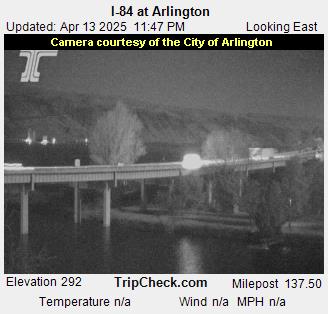 I-84 at Arlington
Updated: Apr 13 2025 11:47 PM Looking East
Camera courtesy of the City of Arlington
Elevation 292 TripCheck.com Milepost 137.50
Temperature n/a Wind n/a MPH n/a